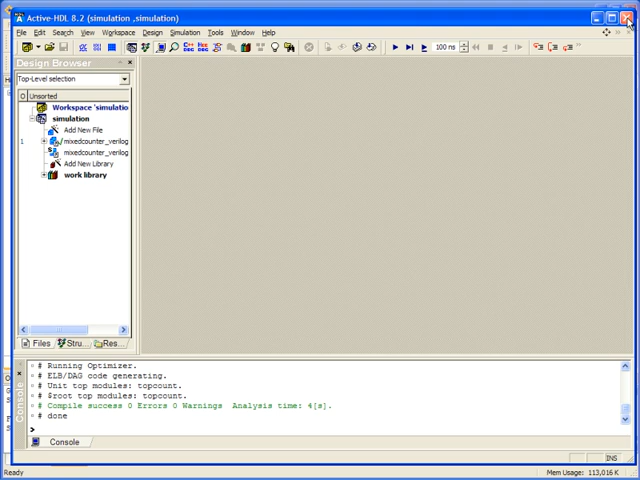 Active-HDL 8.2 (simulation ,simulation)
File Edit Search View Workspace Design Simulation Tools Window Help
100 ns
Design Browser
Top-Level selection
O Unsorted
Workspace 'simulatio
simulation
Add New File
1 mixedcounter_verilog
mixedcounter_verilog
Add New Library
work library
Files Stru... Res...
# Running Optimizer.
# ELB/DAG code generating.
# Unit top modules: topcount.
# $root top modules: topcount.
# Compile success 0 Errors 0 Warnings Analysis time: 4[s].
# done
>
Console
Console
INS
Ready
Mem Usage: 113,016 K